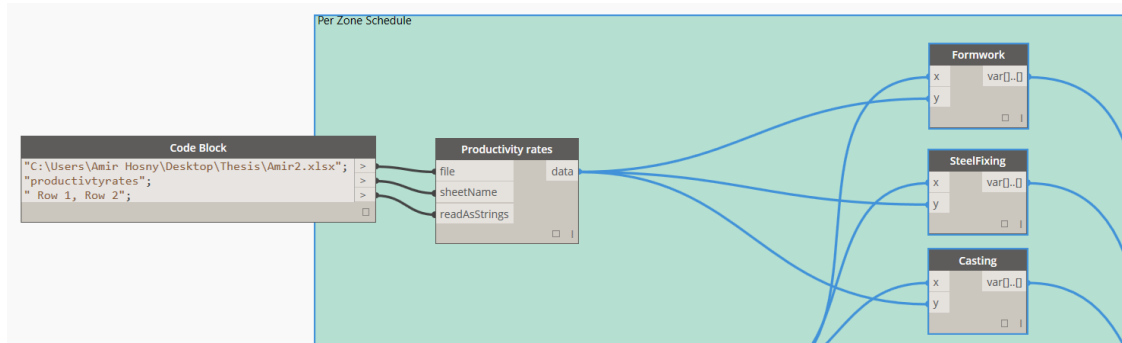 Per Zone Schedule
Formwork
x var[]..[]
y
Code Block
"C:\Users\Amir Hosny\Desktop\Thesis\Amir2.xlsx"; >
"productivtyrates"; >
" Row 1, Row 2"; >
Productivity rates
file data
sheetName
readAsStrings
SteelFixing
x var[]..[]
y
Casting
x var[]..[]
y